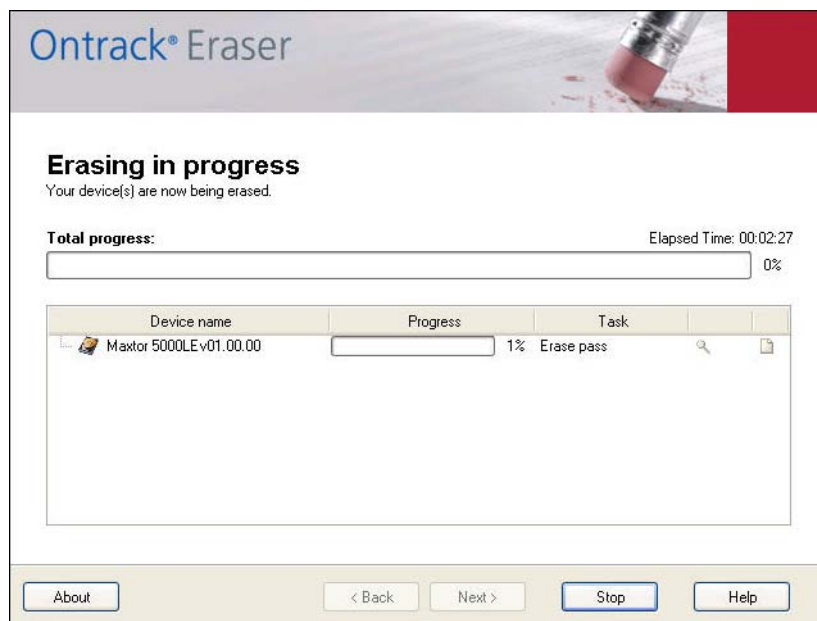 Ontrack® Eraser
Erasing in progress
Your device(s) are now being erased.
Total progress: Elapsed Time: 00:02:27
0%
Device name Progress Task
Maxtor 5000LEv01.00.00 1% Erase pass
About < Back Next > Stop Help